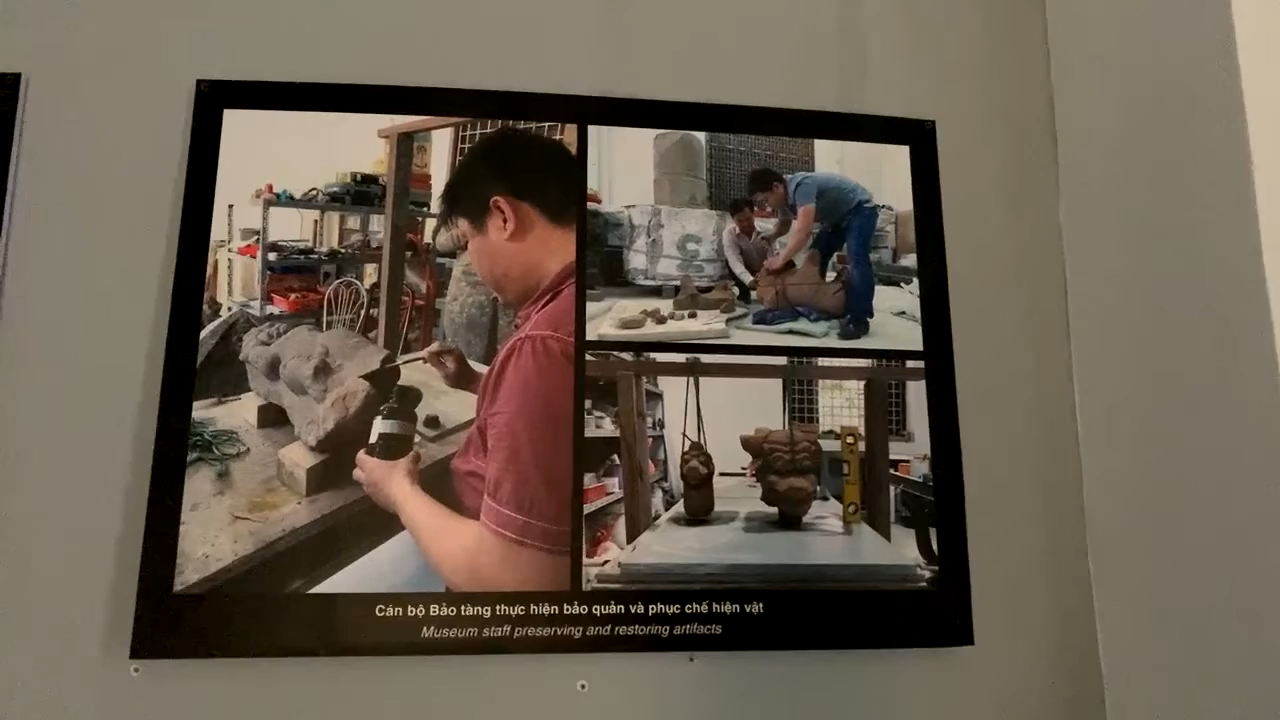 Cán bộ Bảo tàng thực hiện bảo quản và phục chế hiện vật
Museum staff preserving and restoring artifacts